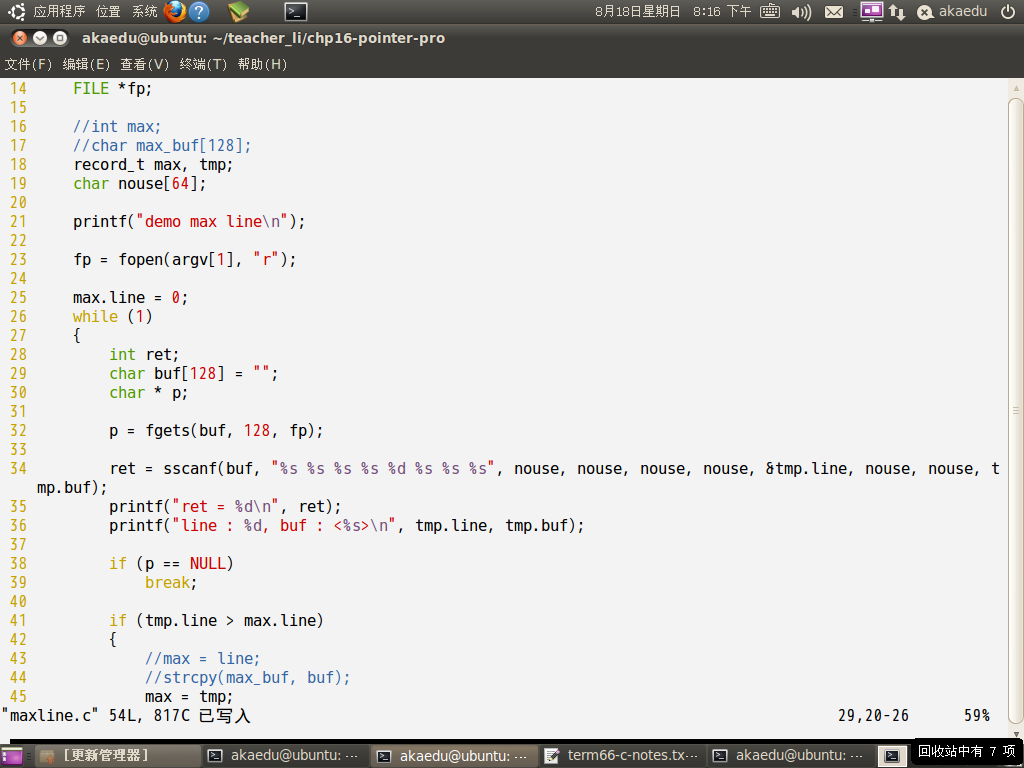 应用程序 位置 系统 8月18日星期日 8:16 下午 akaedu
akaedu@ubuntu: ~/teacher_li/chp16-pointer-pro
文件(F) 编辑(E) 查看(V) 终端(T) 帮助(H)
14     FILE *fp;
15
16     //int max;
17     //char max_buf[128];
18     record_t max, tmp;
19     char nouse[64];
20
21     printf("demo max line\n");
22
23     fp = fopen(argv[1], "r");
24
25     max.line = 0;
26     while (1)
27     {
28         int ret;
29         char buf[128] = "";
30         char * p;
31
32         p = fgets(buf, 128, fp);
33
34         ret = sscanf(buf, "%s %s %s %s %d %s %s %s", nouse, nouse, nouse, nouse, &tmp.line, nouse, nouse, t
mp.buf);
35         printf("ret = %d\n", ret);
36         printf("line : %d, buf : <%s>\n", tmp.line, tmp.buf);
37
38         if (p == NULL)
39             break;
40
41         if (tmp.line > max.line)
42         {
43             //max = line;
44             //strcpy(max_buf, buf);
45             max = tmp;
"maxline.c" 54L, 817C 已写入 29,20-26 59%
[更新管理器] akaedu@ubuntu: ... akaedu@ubuntu: ... term66-c-notes.tx... akaedu@ubuntu: ... 回收站中有 7 项